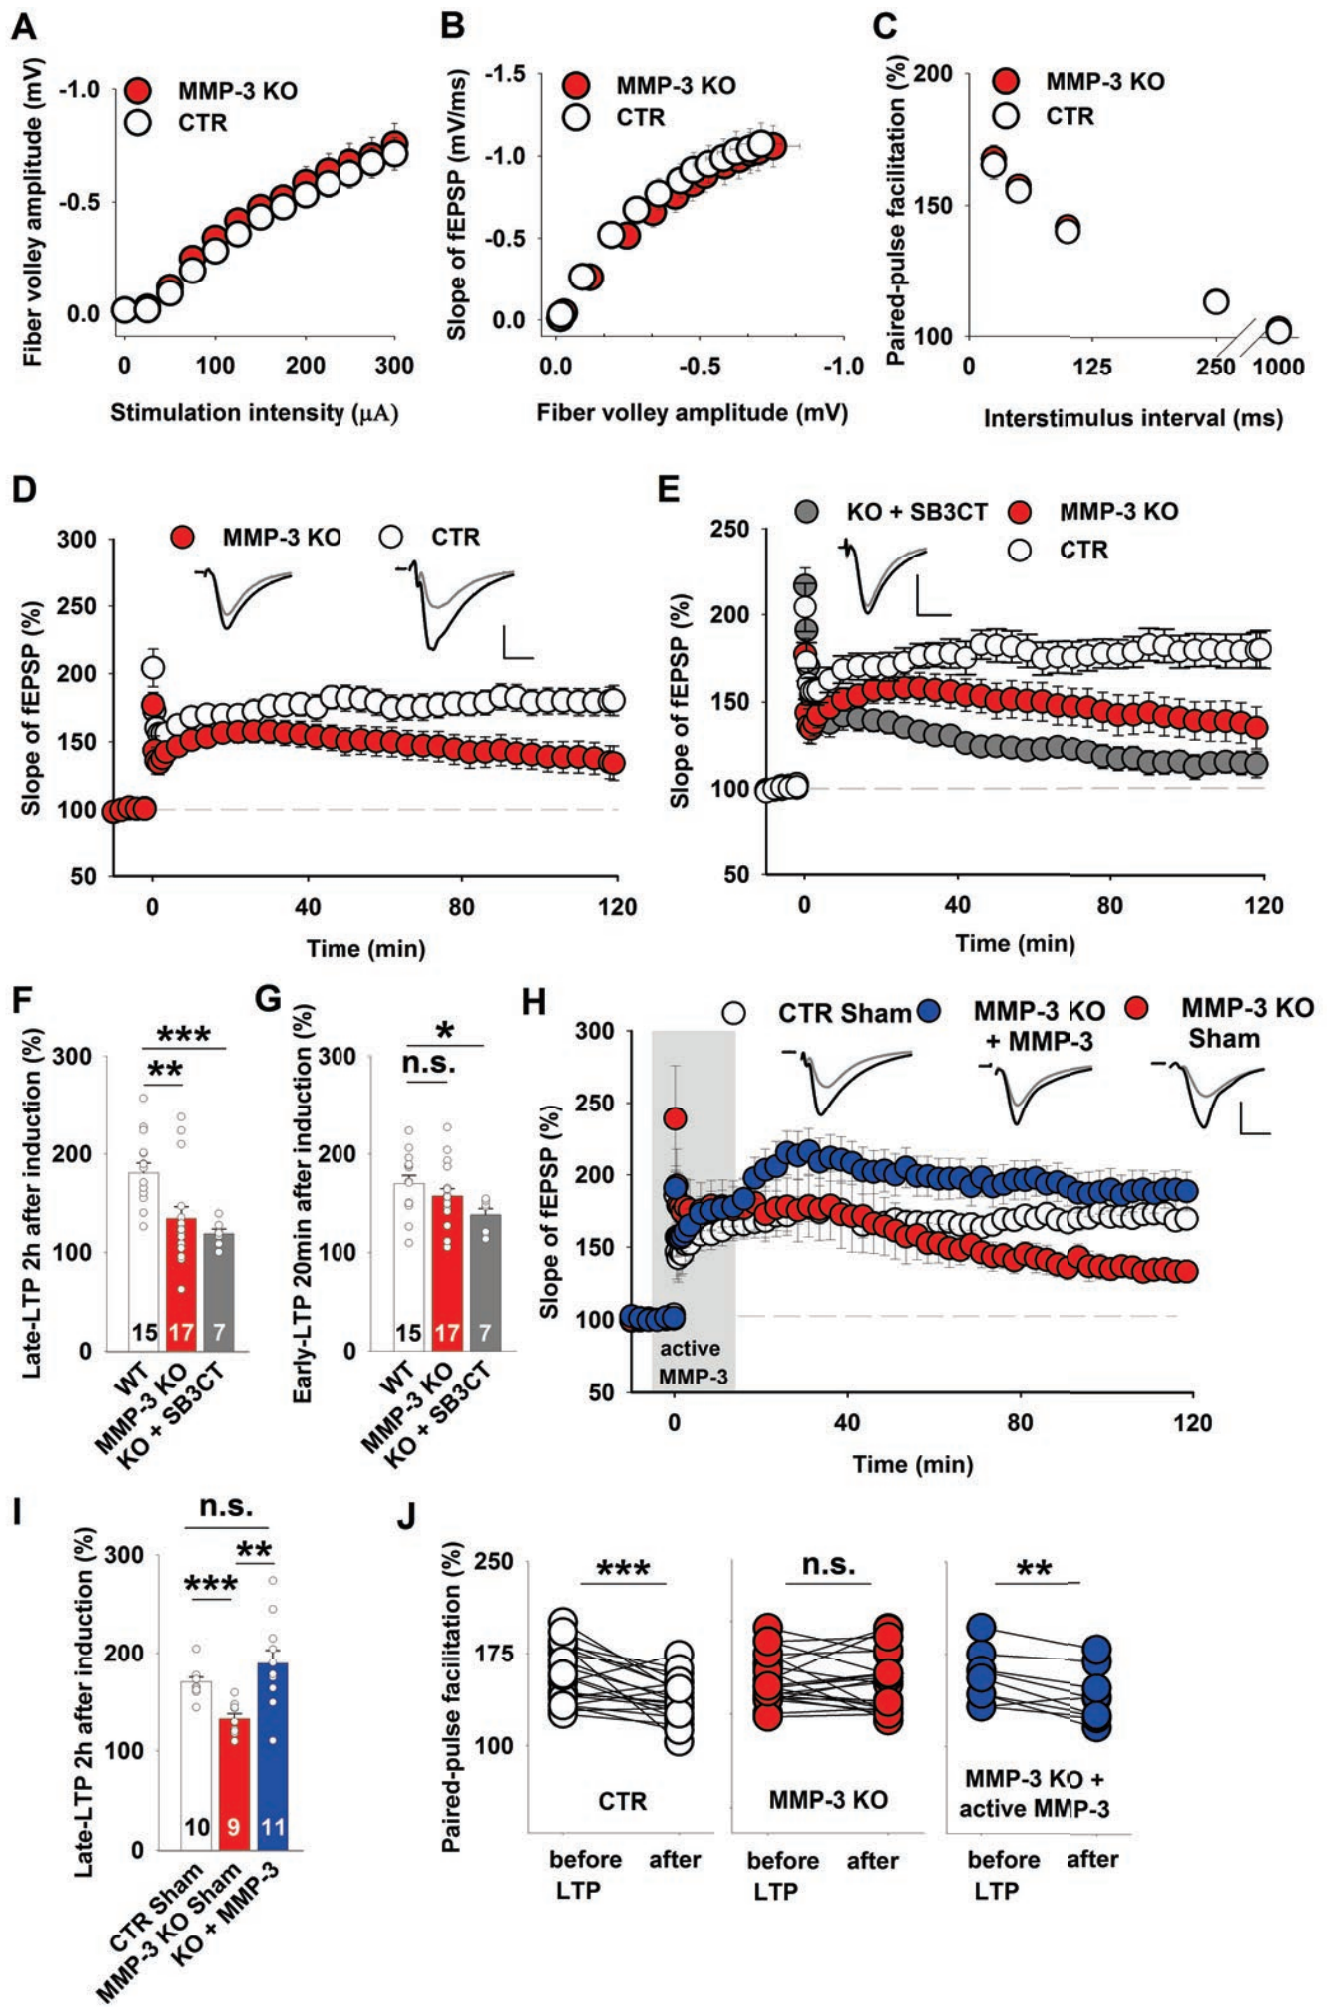 A
Fiber volley amplitude (mV)
-1.0
-0.5
0.0
MMP-3 KO
CTR
0 100 200 300
Stimulation intensity (μA)
B
Slope of fEPSP (mV/ms)
-1.5
-1.0
-0.5
0.0
MMP-3 KO
CTR
0.0 -0.5 -1.0
Fiber volley amplitude (mV)
C
Paired-pulse facilitation (%)
200
150
100
MMP-3 KO
CTR
0 125 250 1000
Interstimulus interval (ms)
D
Slope of fEPSP (%)
300
250
200
150
100
50
MMP-3 KO CTR
0 40 80 120
Time (min)
E
Slope of fEPSP (%)
250
200
150
100
50
KO + SB3CT MMP-3 KO
CTR
0 40 80 120
Time (min)
F
Late-LTP 2h after induction (%)
300
200
100
0
***
**
15 17 7
WT
MMP-3 KO
KO + SB3CT
G
Early-LTP 20min after induction (%)
300
200
100
0
*
n.s.
15 17 7
WT
MMP-3 KO
KO + SB3CT
H
Slope of fEPSP (%)
300
250
200
150
100
50
CTR Sham MMP-3 KO MMP-3 KO
+ MMP-3 Sham
active
MMP-3
0 40 80 120
Time (min)
I
Late-LTP 2h after induction (%)
300
200
100
0
n.s.
**
***
10 9 11
CTR Sham
MMP-3 KO Sham
KO + MMP-3
J
Paired-pulse facilitation (%)
250
175
100
*** n.s. **
CTR
MMP-3 KO
MMP-3 KO +
active MMP-3
before after before after before after
LTP LTP LTP